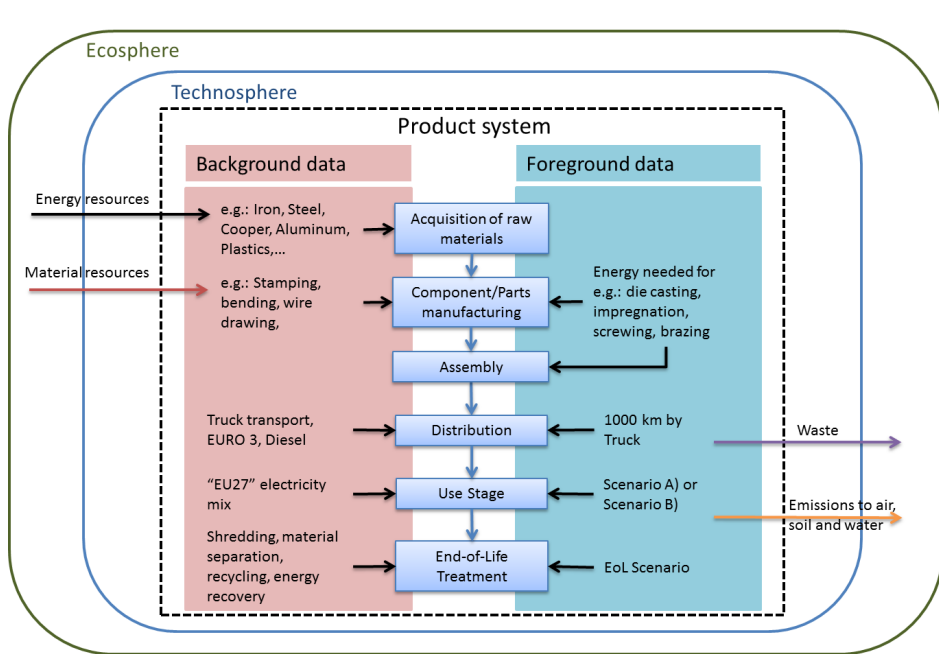 Ecosphere
Technosphere
Product system
Background data
Foreground data
Energy resources
e.g.: Iron, Steel,
Cooper, Aluminum,
Plastics,...
Acquisition of raw
materials
Material resources
e.g.: Stamping,
bending, wire
drawing,
Component/Parts
manufacturing
Energy needed for
e.g.: die casting,
impregnation,
screwing, brazing
Assembly
Truck transport,
EURO 3, Diesel
Distribution
1000 km by
Truck
Waste
“EU27” electricity
mix
Use Stage
Scenario A) or
Scenario B)
Emissions to air,
soil and water
Shredding, material
separation,
recycling, energy
recovery
End-of-Life
Treatment
EoL Scenario